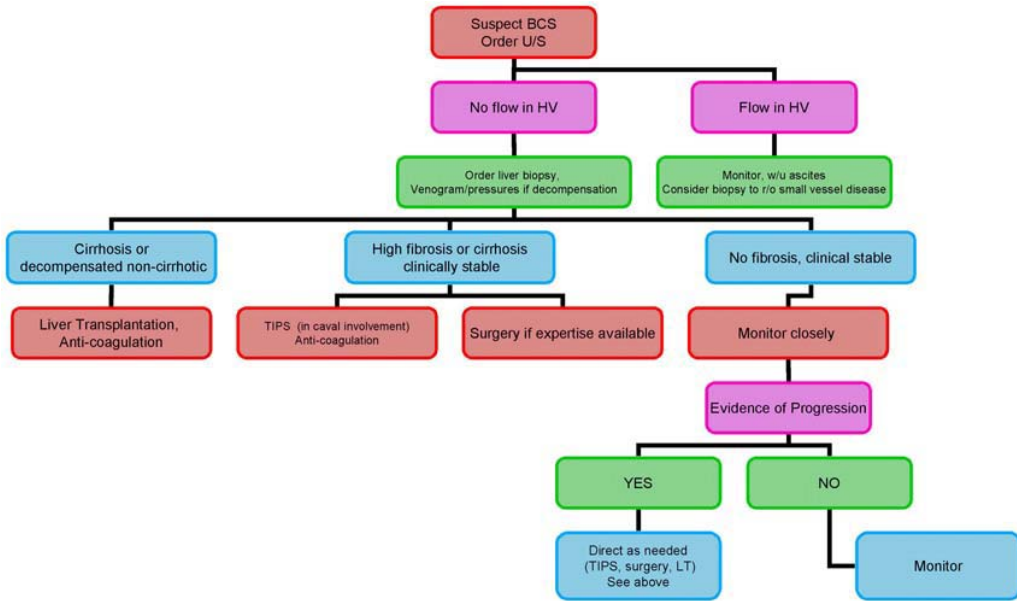 Suspect BCS
Order U/S
No flow in HV
Flow in HV
Order liver biopsy,
Venogram/pressures if decompensation
Monitor, w/u ascites
Consider biopsy to r/o small vessel disease
Cirrhosis or
decompensated non-cirrhotic
High fibrosis or cirrhosis
clinically stable
No fibrosis, clinical stable
Liver Transplantation,
Anti-coagulation
TIPS (in caval involvement)
Anti-coagulation
Surgery if expertise available
Monitor closely
Evidence of Progression
YES
NO
Direct as needed
(TIPS, surgery, LT)
See above
Monitor